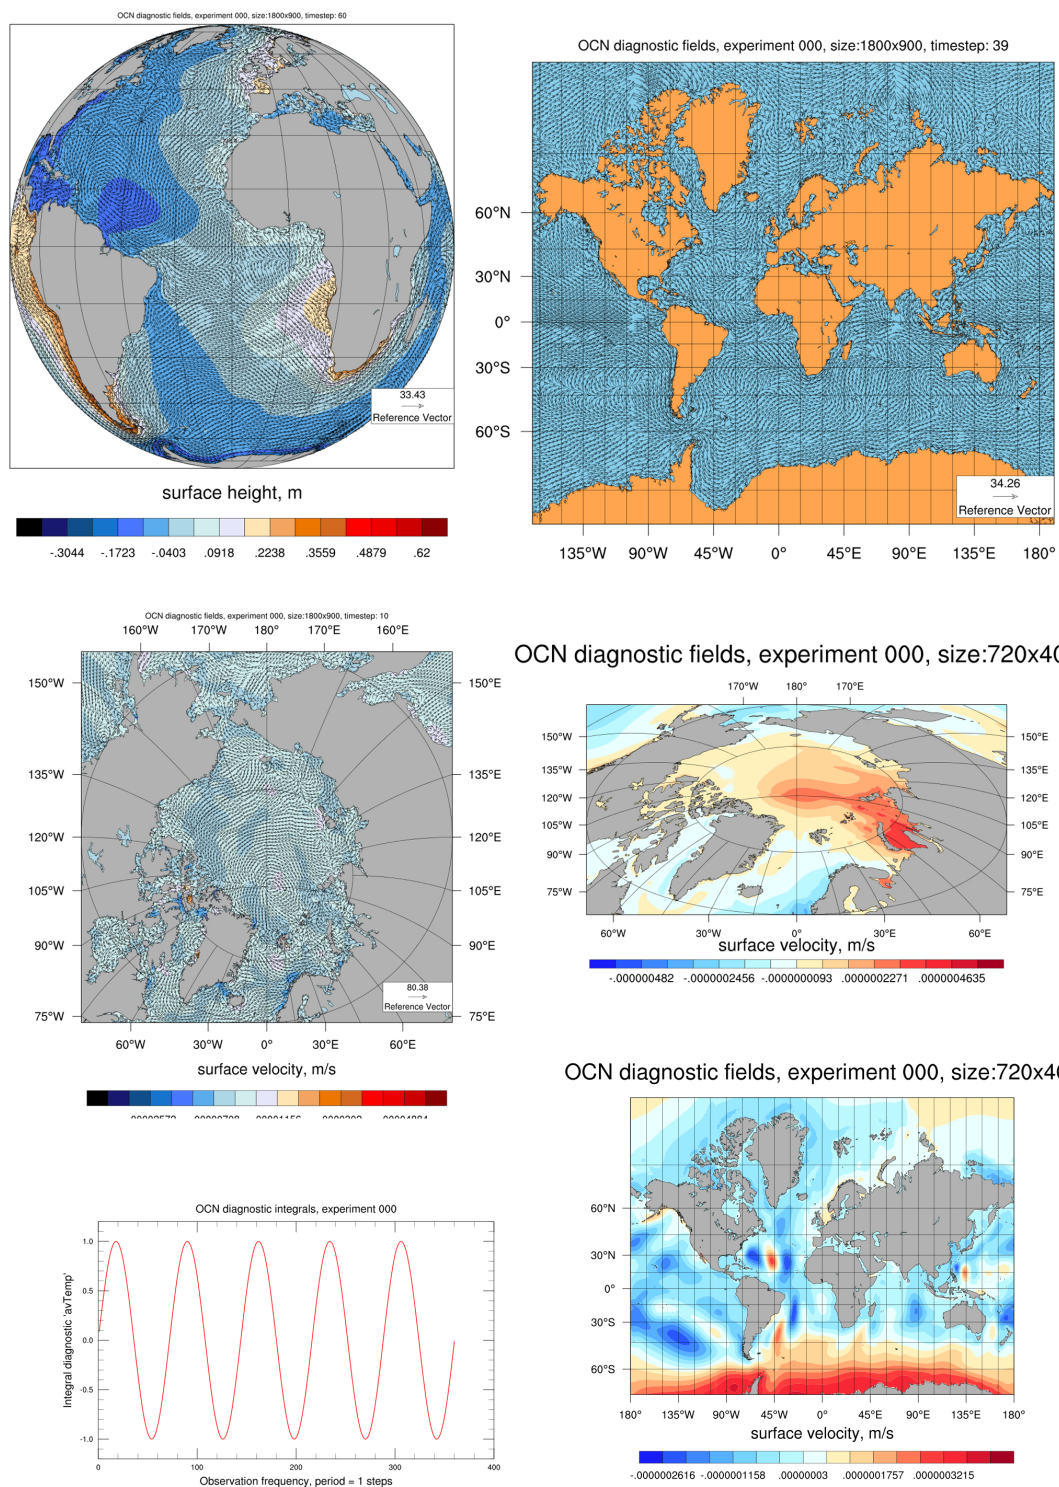 OCN diagnostic fields, experiment 000, size:1800x900, timestep: 60
33.43
Reference Vector
surface height, m
-.3044 -.1723 -.0403 .0918 .2238 .3559 .4879 .62
OCN diagnostic fields, experiment 000, size:1800x900, timestep: 39
60°N
30°N
0°
30°S
60°S
34.26
Reference Vector
135°W 90°W 45°W 0° 45°E 90°E 135°E 180°
OCN diagnostic fields, experiment 000, size:1800x900, timestep: 10
160°W 170°W 180° 170°E 160°E
150°W 150°E
135°W 135°E
120°W 120°E
105°W 105°E
90°W 90°E
75°W 75°E
80.38
Reference Vector
60°W 30°W 0° 30°E 60°E
surface velocity, m/s
OCN diagnostic fields, experiment 000, size:720x40
170°W 180° 170°E
150°W 150°E
135°W 135°E
120°W 120°E
105°W 105°E
90°W 90°E
75°W 75°E
60°W 30°W 0° 30°E 60°E
surface velocity, m/s
-.000000482 -.0000002456 -.0000000093 .0000002271 .0000004635
OCN diagnostic fields, experiment 000, size:720x40
60°N
30°N
0°
30°S
60°S
180° 135°W 90°W 45°W 0° 45°E 90°E 135°E 180°
surface velocity, m/s
-.0000002616 -.0000001158 .00000003 .0000001757 .0000003215
OCN diagnostic integrals, experiment 000
Integral diagnostic 'avTemp'
1.0
0.5
0.0
-0.5
-1.0
0 100 200 300 400
Observation frequency, period = 1 steps